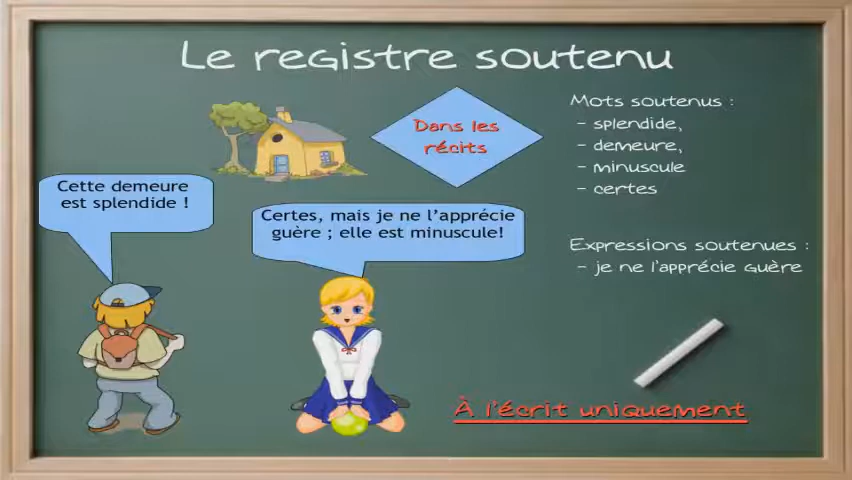 Le registre soutenu
Dans les
récits
Cette demeure
est splendide !
Certes, mais je ne l'apprécie
guère ; elle est minuscule!
Mots soutenus :
- splendide,
- demeure,
- minuscule
- certes
Expressions soutenues :
- je ne l'apprécie guère
À l'écrit uniquement